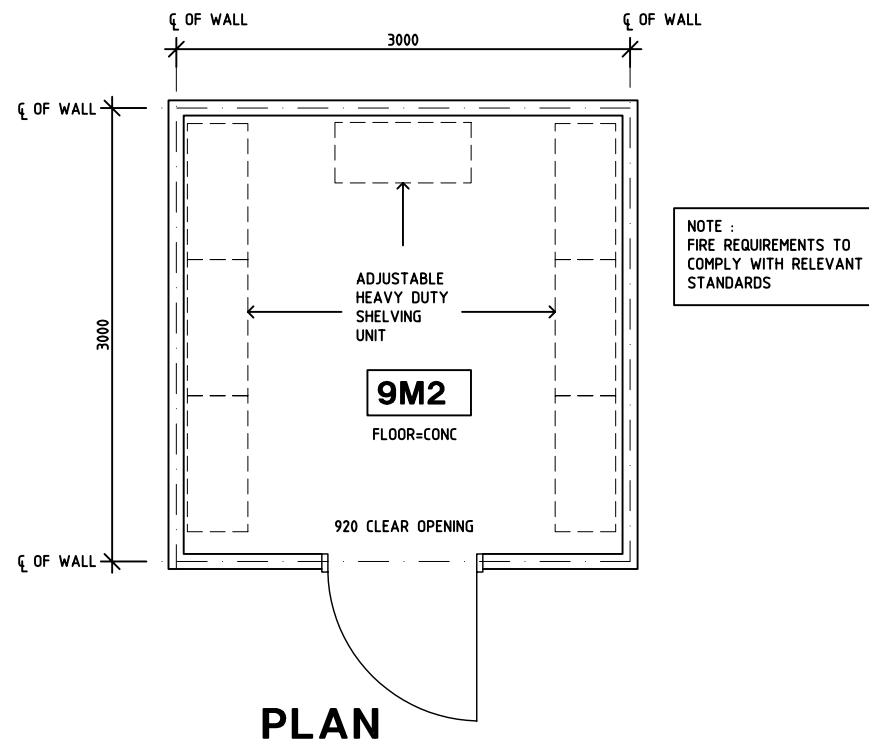 ℄ OF WALL
℄ OF WALL
3000
℄ OF WALL
NOTE :
FIRE REQUIREMENTS TO
COMPLY WITH RELEVANT
STANDARDS
ADJUSTABLE
HEAVY DUTY
SHELVING
UNIT
3000
9M2
FLOOR=CONC
920 CLEAR OPENING
℄ OF WALL
PLAN